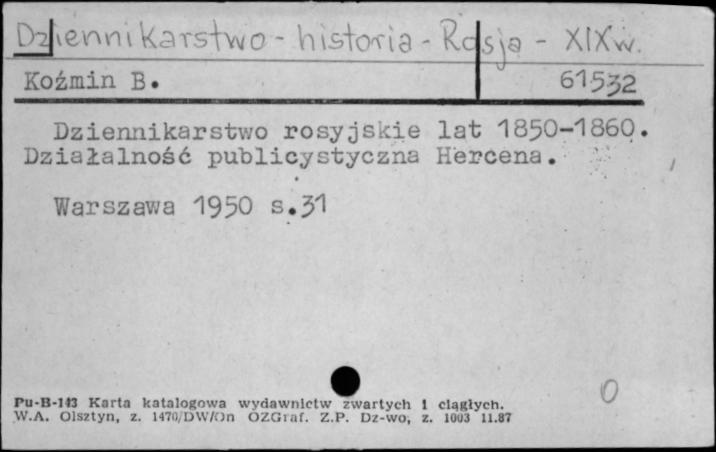 Dziennikarstwo - historia - Rosja - XIX w.
Koźmin B. 61532
Dziennikarstwo rosyjskie lat 1850-1860.
Działalność publicystyczna Hercena.
Warszawa 1950 s.31
0
Pu-B-143 Karta katalogowa wydawnictw zwartych i ciągłych.
W.A. Olsztyn, z. 1470/DW/On OZGraf. Z.P. Dz-wo, z. 1003 11.87